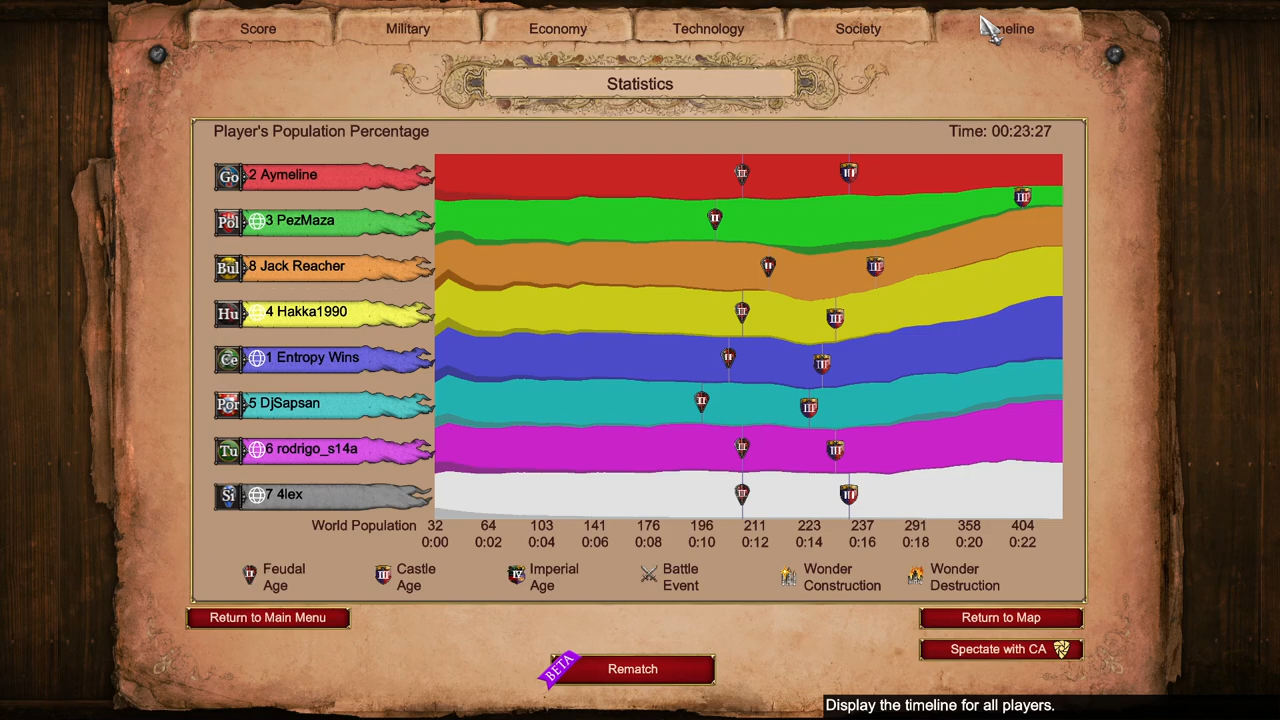 Score
Military
Economy
Technology
Society
eline
Statistics
Player's Population Percentage
Time: 00:23:27
Go 2 Aymeline
Pol 3 PezMaza
Bul 8 Jack Reacher
Hu 4 Hakka1990
Ce 1 Entropy Wins
Por 5 DjSapsan
Tu 6 rodrigo_s14a
Si 7 4lex
World Population 32 64 103 141 176 196 211 223 237 291 358 404
0:00 0:02 0:04 0:06 0:08 0:10 0:12 0:14 0:16 0:18 0:20 0:22
II Feudal Age
III Castle Age
IV Imperial Age
Battle Event
Wonder Construction
Wonder Destruction
Return to Main Menu
Return to Map
Spectate with CA
BETA
Rematch
Display the timeline for all players.